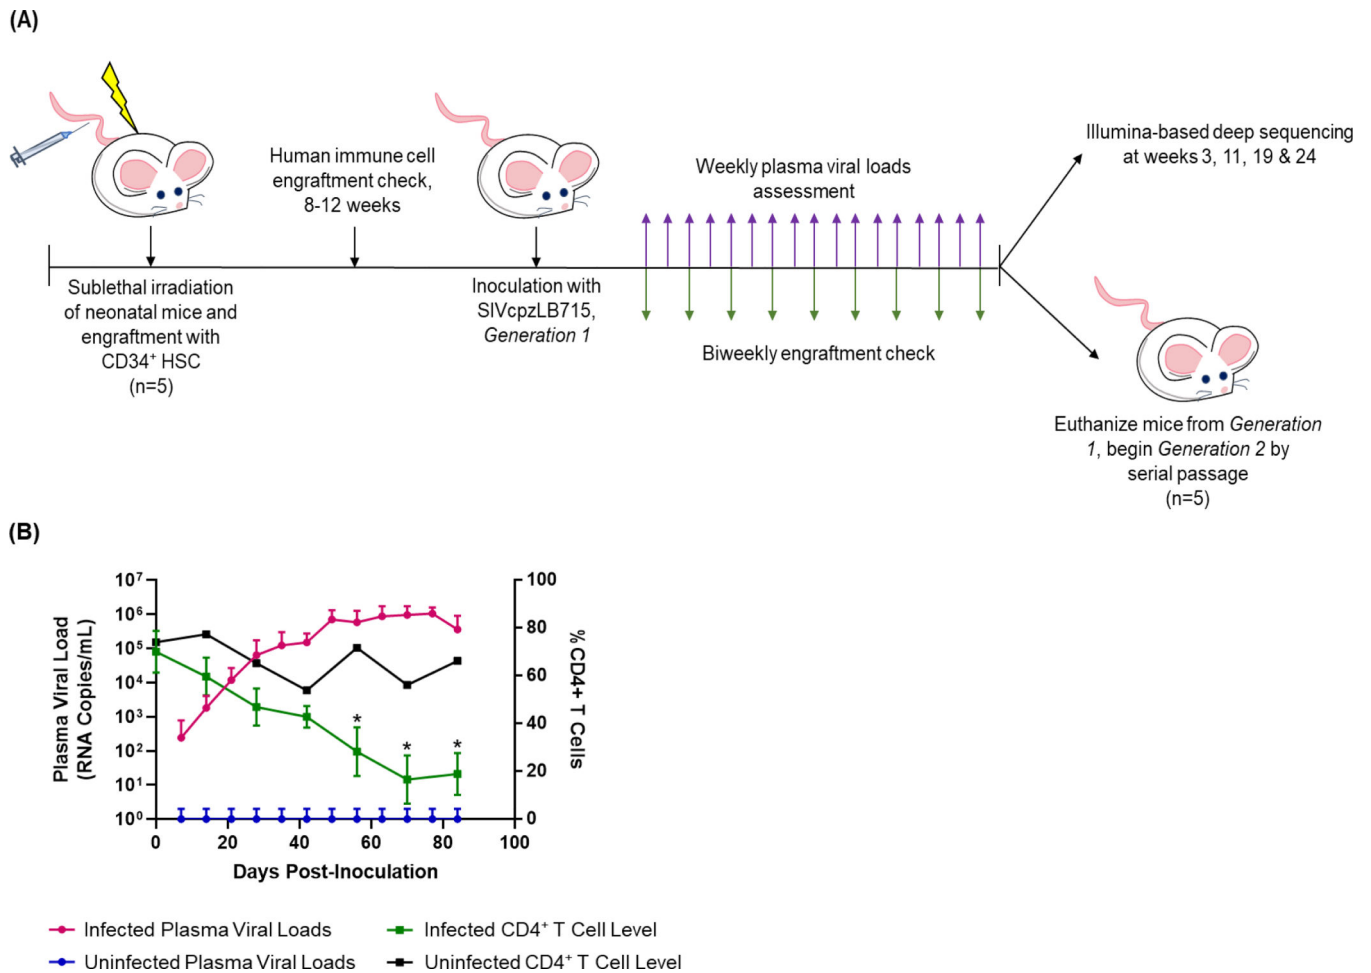 (A)
Human immune cell
engraftment check,
8-12 weeks
Weekly plasma viral loads
assessment
Illumina-based deep sequencing
at weeks 3, 11, 19 & 24
Sublethal irradiation
of neonatal mice and
engraftment with
CD34⁺ HSC
(n=5)
Inoculation with
SIVcpzLB715,
Generation 1
Biweekly engraftment check
Euthanize mice from Generation
1, begin Generation 2 by
serial passage
(n=5)
(B)
Plasma Viral Load
(RNA Copies/mL)
10⁷
10⁶
10⁵
10⁴
10³
10²
10¹
10⁰
* * *
100
80
60
40
20
0
% CD4+ T Cells
0 20 40 60 80 100
Days Post-Inoculation
Infected Plasma Viral Loads
Infected CD4⁺ T Cell Level
Uninfected Plasma Viral Loads
Uninfected CD4⁺ T Cell Level